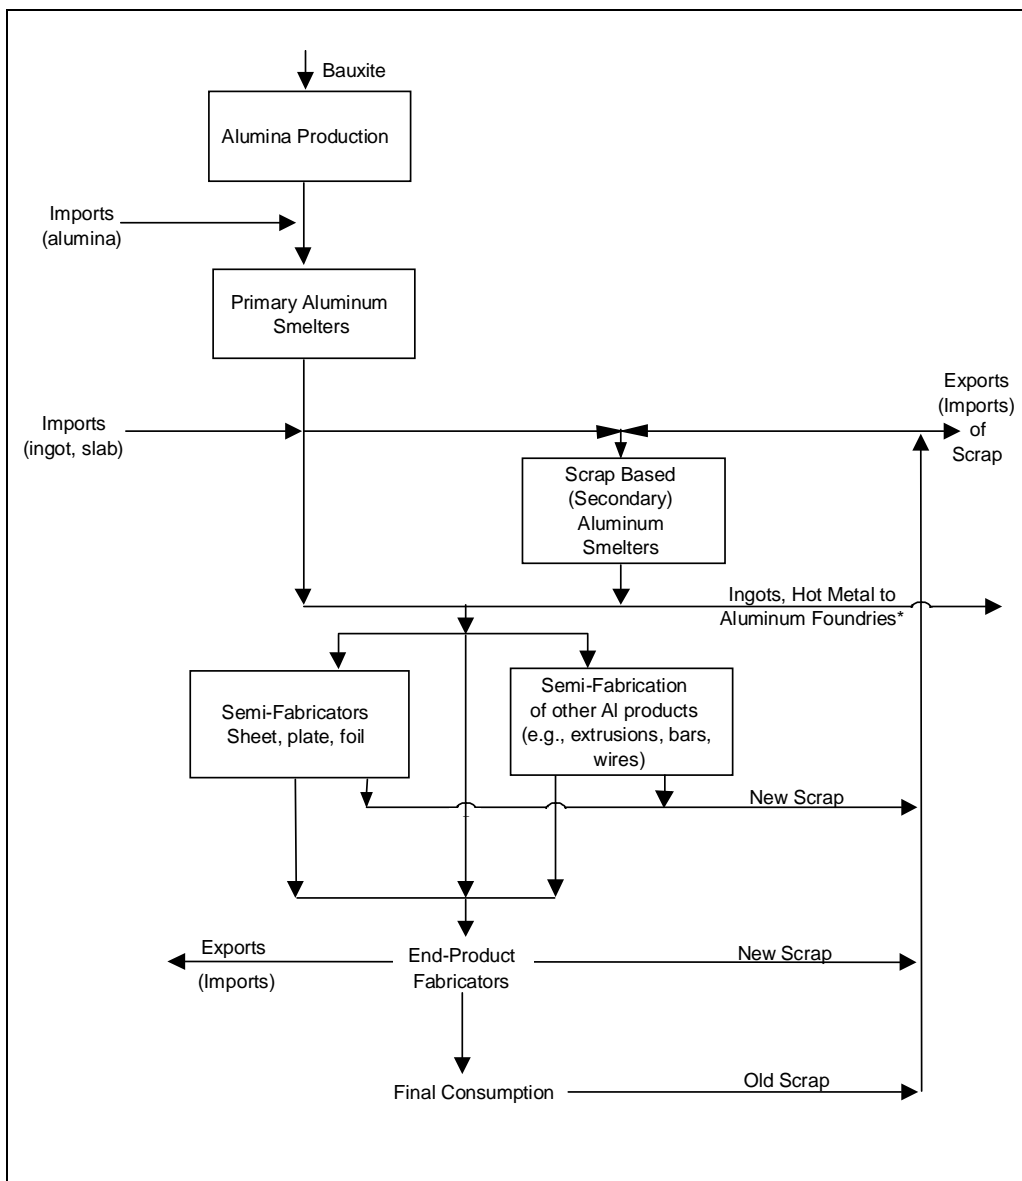 Bauxite
Alumina Production
Imports
(alumina)
Primary Aluminum
Smelters
Imports
(ingot, slab)
Exports
(Imports)
of
Scrap
Scrap Based
(Secondary)
Aluminum
Smelters
Ingots, Hot Metal to
Aluminum Foundries*
Semi-Fabricators
Sheet, plate, foil
Semi-Fabrication
of other Al products
(e.g., extrusions, bars,
wires)
New Scrap
Exports
(Imports)
End-Product
Fabricators
New Scrap
Final Consumption
Old Scrap